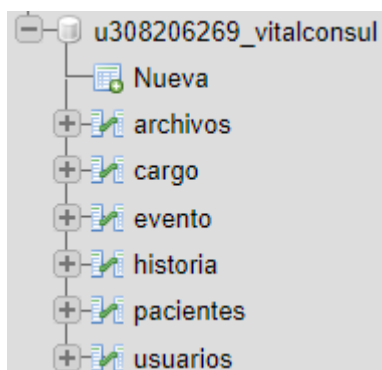 u308206269_vitalconsul
Nueva
archivos
cargo
evento
historia
pacientes
usuarios